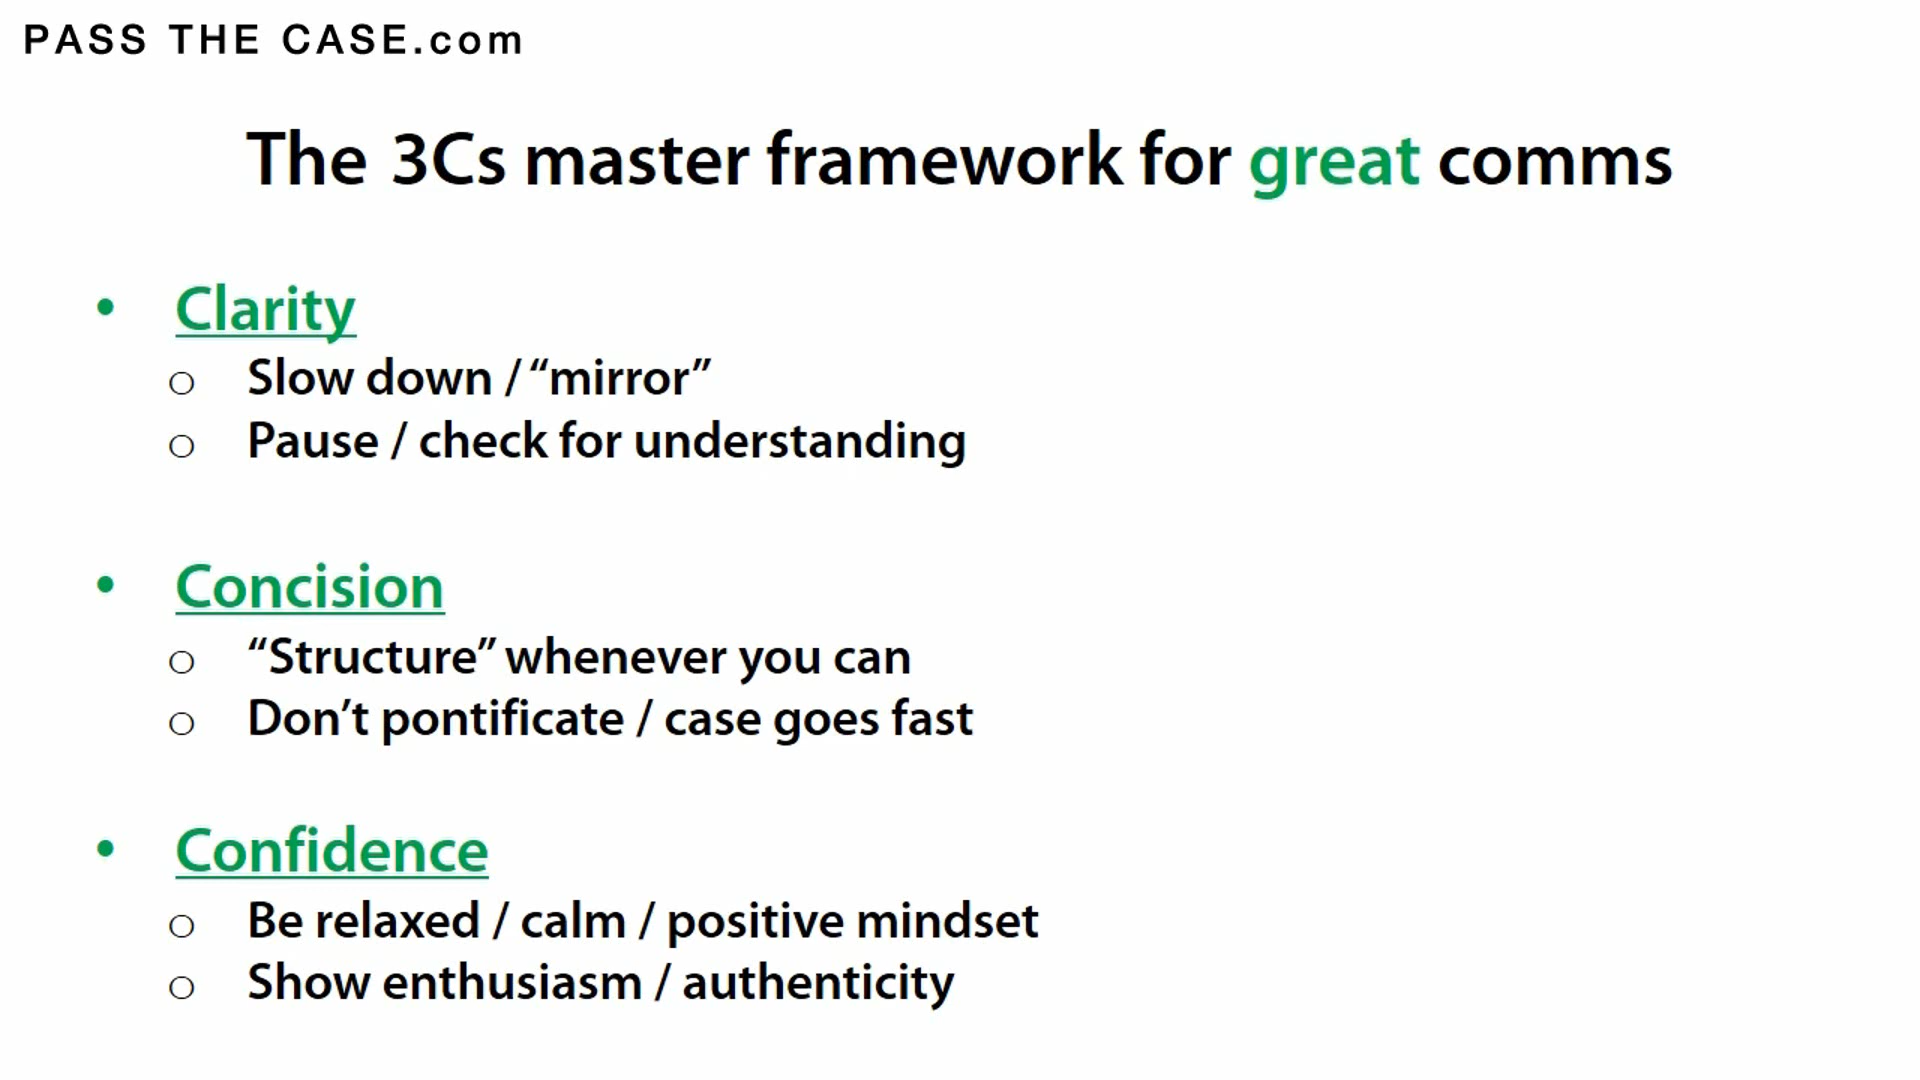 PASS THE CASE.com
The 3Cs master framework for great comms
• Clarity
o Slow down / “mirror”
o Pause / check for understanding
• Concision
o “Structure” whenever you can
o Don’t pontificate / case goes fast
• Confidence
o Be relaxed / calm / positive mindset
o Show enthusiasm / authenticity